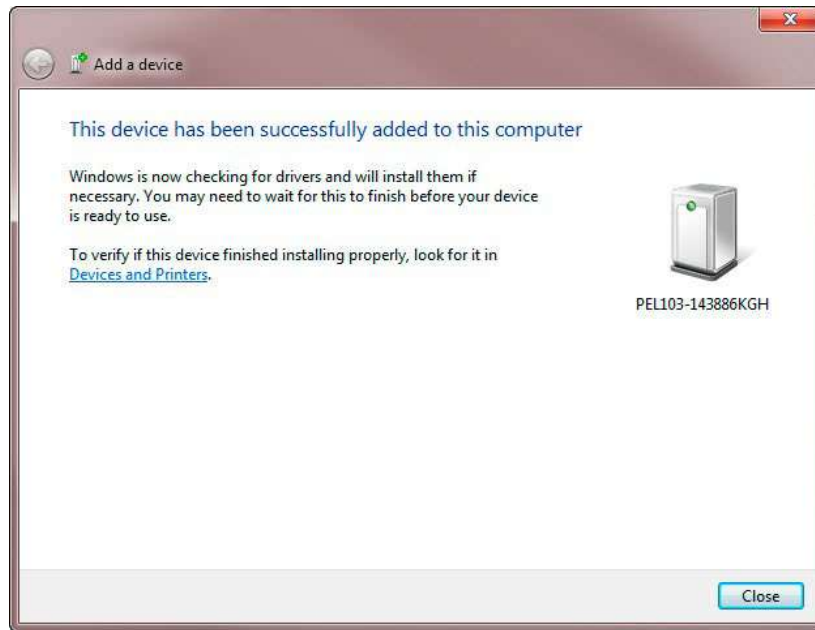 Add a device
This device has been successfully added to this computer
Windows is now checking for drivers and will install them if
necessary. You may need to wait for this to finish before your device
is ready to use.
To verify if this device finished installing properly, look for it in
Devices and Printers.
PEL103-143886KGH
Close